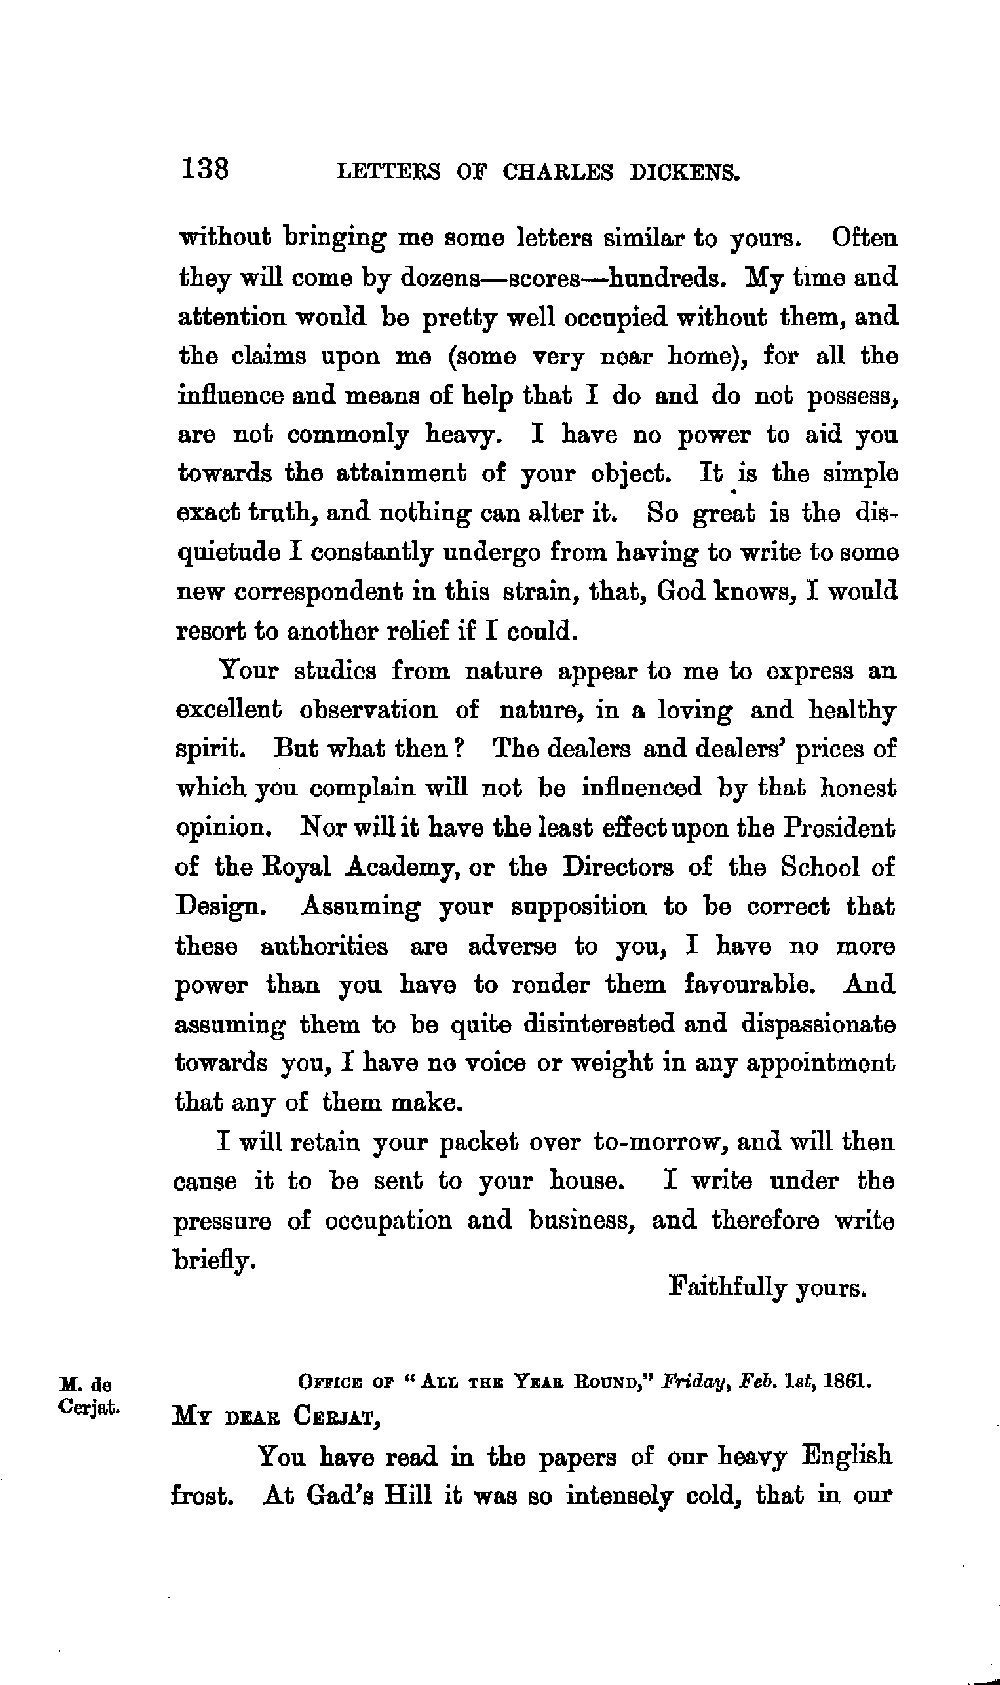 138 LETTERS OF CHARLES DICKENS.
without bringing me some letters similar to yours. Often
they will come by dozens—scores—hundreds. My time and
attention would be pretty well occupied without them, and
the claims upon me (some very near home), for all the
influence and means of help that I do and do not possess,
are not commonly heavy. I have no power to aid you
towards the attainment of your object. It is the simple
exact truth, and nothing can alter it. So great is the dis-
quietude I constantly undergo from having to write to some
new correspondent in this strain, that, God knows, I would
resort to another relief if I could.
Your studies from nature appear to me to express an
excellent observation of nature, in a loving and healthy
spirit. But what then? The dealers and dealers' prices of
which you complain will not be influenced by that honest
opinion. Nor will it have the least effect upon the President
of the Royal Academy, or the Directors of the School of
Design. Assuming your supposition to be correct that
these authorities are adverse to you, I have no more
power than you have to render them favourable. And
assuming them to be quite disinterested and dispassionate
towards you, I have no voice or weight in any appointment
that any of them make.
I will retain your packet over to-morrow, and will then
cause it to be sent to your house. I write under the
pressure of occupation and business, and therefore write
briefly.
Faithfully yours.
M. de
Cerjat.
OFFICE OF "ALL THE YEAR ROUND," Friday, Feb. 1st, 1861.
MY DEAR CERJAT,
You have read in the papers of our heavy English
frost. At Gad's Hill it was so intensely cold, that in our